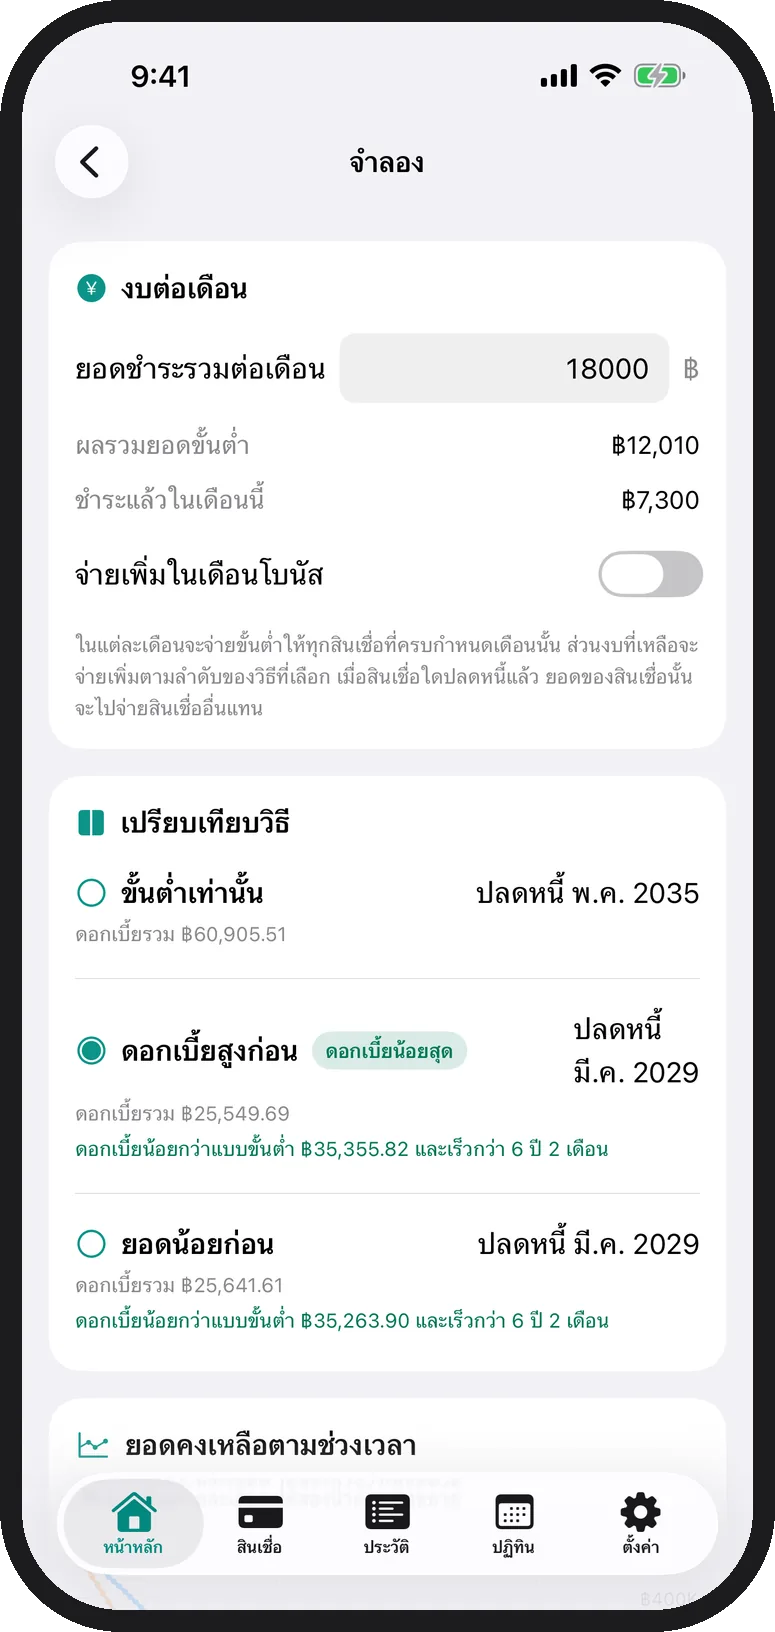 9:41
จำลอง
¥ งบต่อเดือน
ยอดชำระรวมต่อเดือน 18000 ฿
ผลรวมยอดขั้นต่ำ ฿12,010
ชำระแล้วในเดือนนี้ ฿7,300
จ่ายเพิ่มในเดือนโบนัส
ในแต่ละเดือนจะจ่ายขั้นต่ำให้ทุกสินเชื่อที่ครบกำหนดเดือนนั้น ส่วนงบที่เหลือจะ
จ่ายเพิ่มตามลำดับของวิธีที่เลือก เมื่อสินเชื่อใดปลดหนี้แล้ว ยอดของสินเชื่อนั้น
จะไปจ่ายสินเชื่ออื่นแทน
เปรียบเทียบวิธี
ขั้นต่ำเท่านั้น ปลดหนี้ พ.ค. 2035
ดอกเบี้ยรวม ฿60,905.51
ดอกเบี้ยสูงก่อน ดอกเบี้ยน้อยสุด ปลดหนี้
มี.ค. 2029
ดอกเบี้ยรวม ฿25,549.69
ดอกเบี้ยน้อยกว่าแบบขั้นต่ำ ฿35,355.82 และเร็วกว่า 6 ปี 2 เดือน
ยอดน้อยก่อน ปลดหนี้ มี.ค. 2029
ดอกเบี้ยรวม ฿25,641.61
ดอกเบี้ยน้อยกว่าแบบขั้นต่ำ ฿35,263.90 และเร็วกว่า 6 ปี 2 เดือน
ยอดคงเหลือตามช่วงเวลา
หน้าหลัก สินเชื่อ ประวัติ ปฏิทิน ตั้งค่า
฿400K